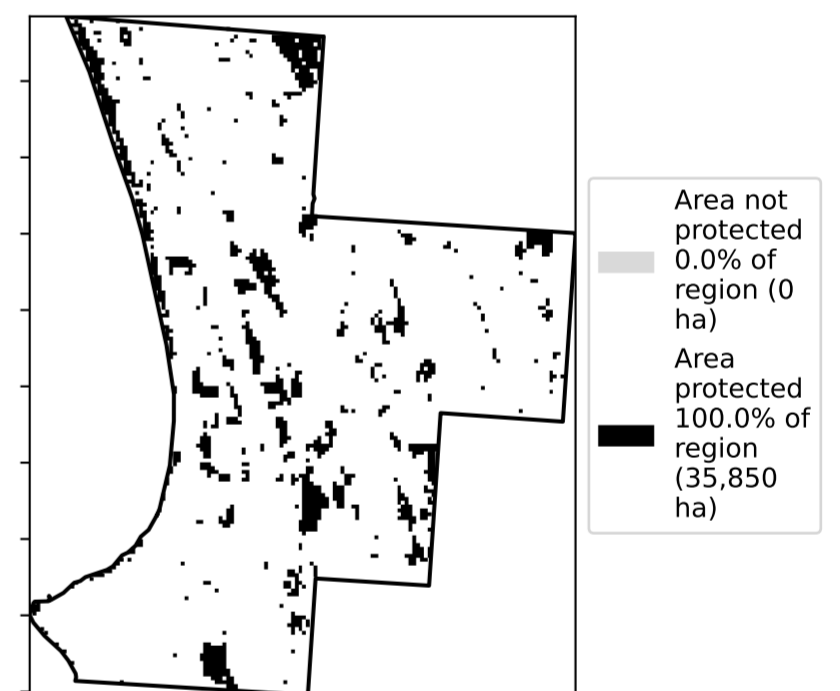 Area not
protected
0.0% of
region (0
ha)
Area
protected
100.0% of
region
(35,850
ha)